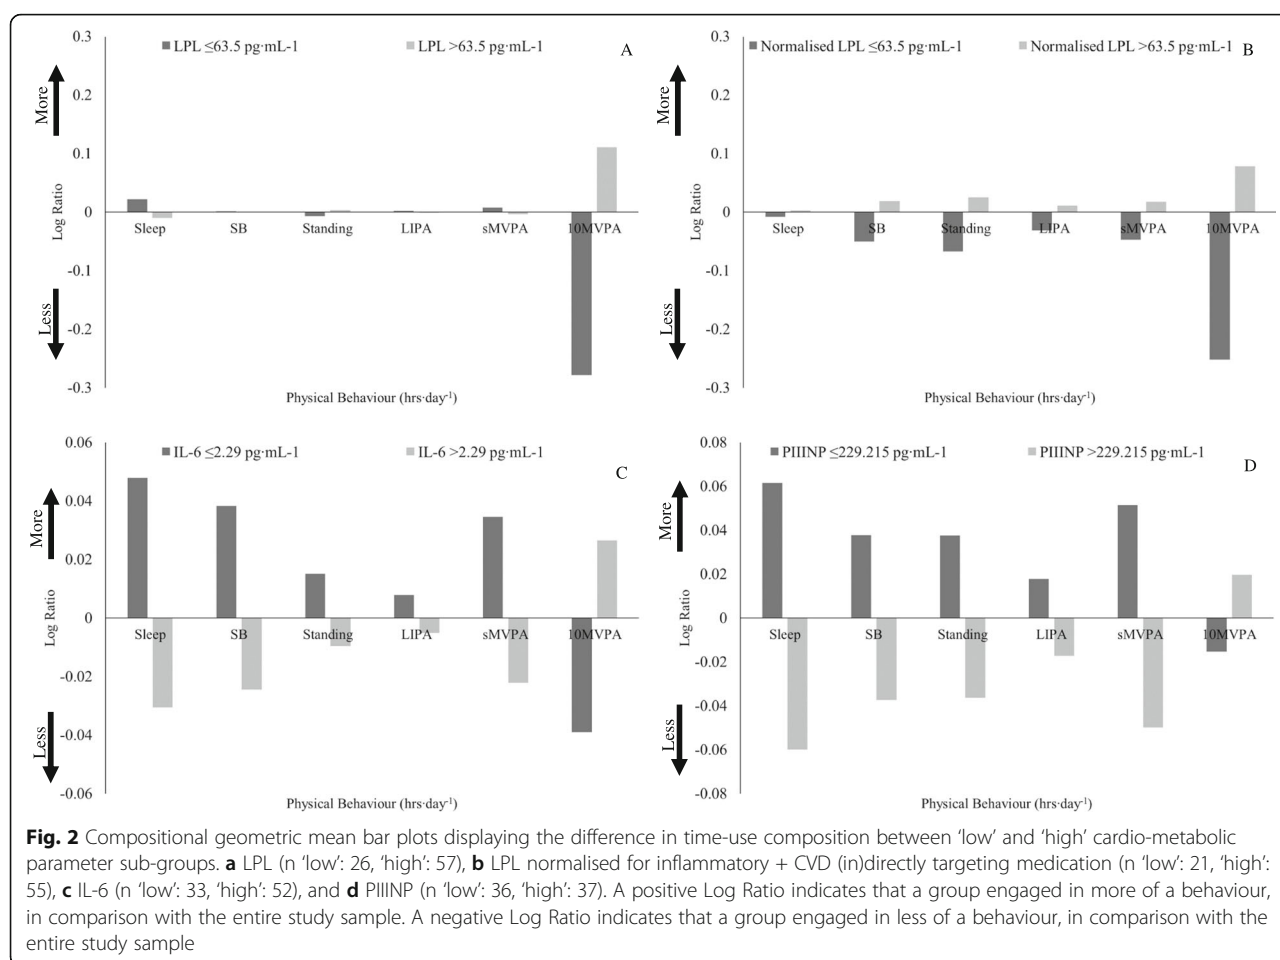 LPL ≤63.5 pg·mL-1 LPL >63.5 pg·mL-1 A
0.3
0.2
0.1
0
-0.1
-0.2
-0.3
More
Log Ratio
Less
Sleep SB Standing LIPA sMVPA 10MVPA
Physical Behaviour (hrs·day-1)
Normalised LPL ≤63.5 pg·mL-1 Normalised LPL >63.5 pg·mL-1 B
0.3
0.2
0.1
0
-0.1
-0.2
-0.3
More
Log Ratio
Less
Sleep SB Standing LIPA sMVPA 10MVPA
Physical Behaviour (hrs·day-1)
IL-6 ≤2.29 pg·mL-1 IL-6 >2.29 pg·mL-1 C
0.06
0.04
0.02
0
-0.02
-0.04
-0.06
More
Log Ratio
Less
Sleep SB Standing LIPA sMVPA 10MVPA
Physical Behaviour (hrs·day-1)
PIIINP ≤229.215 pg·mL-1 PIIINP >229.215 pg·mL-1 D
0.08
0.06
0.04
0.02
0
-0.02
-0.04
-0.06
-0.08
More
Log Ratio
Less
Sleep SB Standing LIPA sMVPA 10MVPA
Physical Behaviour (hrs·day-1)
Fig. 2 Compositional geometric mean bar plots displaying the difference in time-use composition between ‘low’ and ‘high’ cardio-metabolic
parameter sub-groups. a LPL (n ‘low’: 26, ‘high’: 57), b LPL normalised for inflammatory + CVD (in)directly targeting medication (n ‘low’: 21, ‘high’:
55), c IL-6 (n ‘low’: 33, ‘high’: 52), and d PIIINP (n ‘low’: 36, ‘high’: 37). A positive Log Ratio indicates that a group engaged in more of a behaviour,
in comparison with the entire study sample. A negative Log Ratio indicates that a group engaged in less of a behaviour, in comparison with the
entire study sample